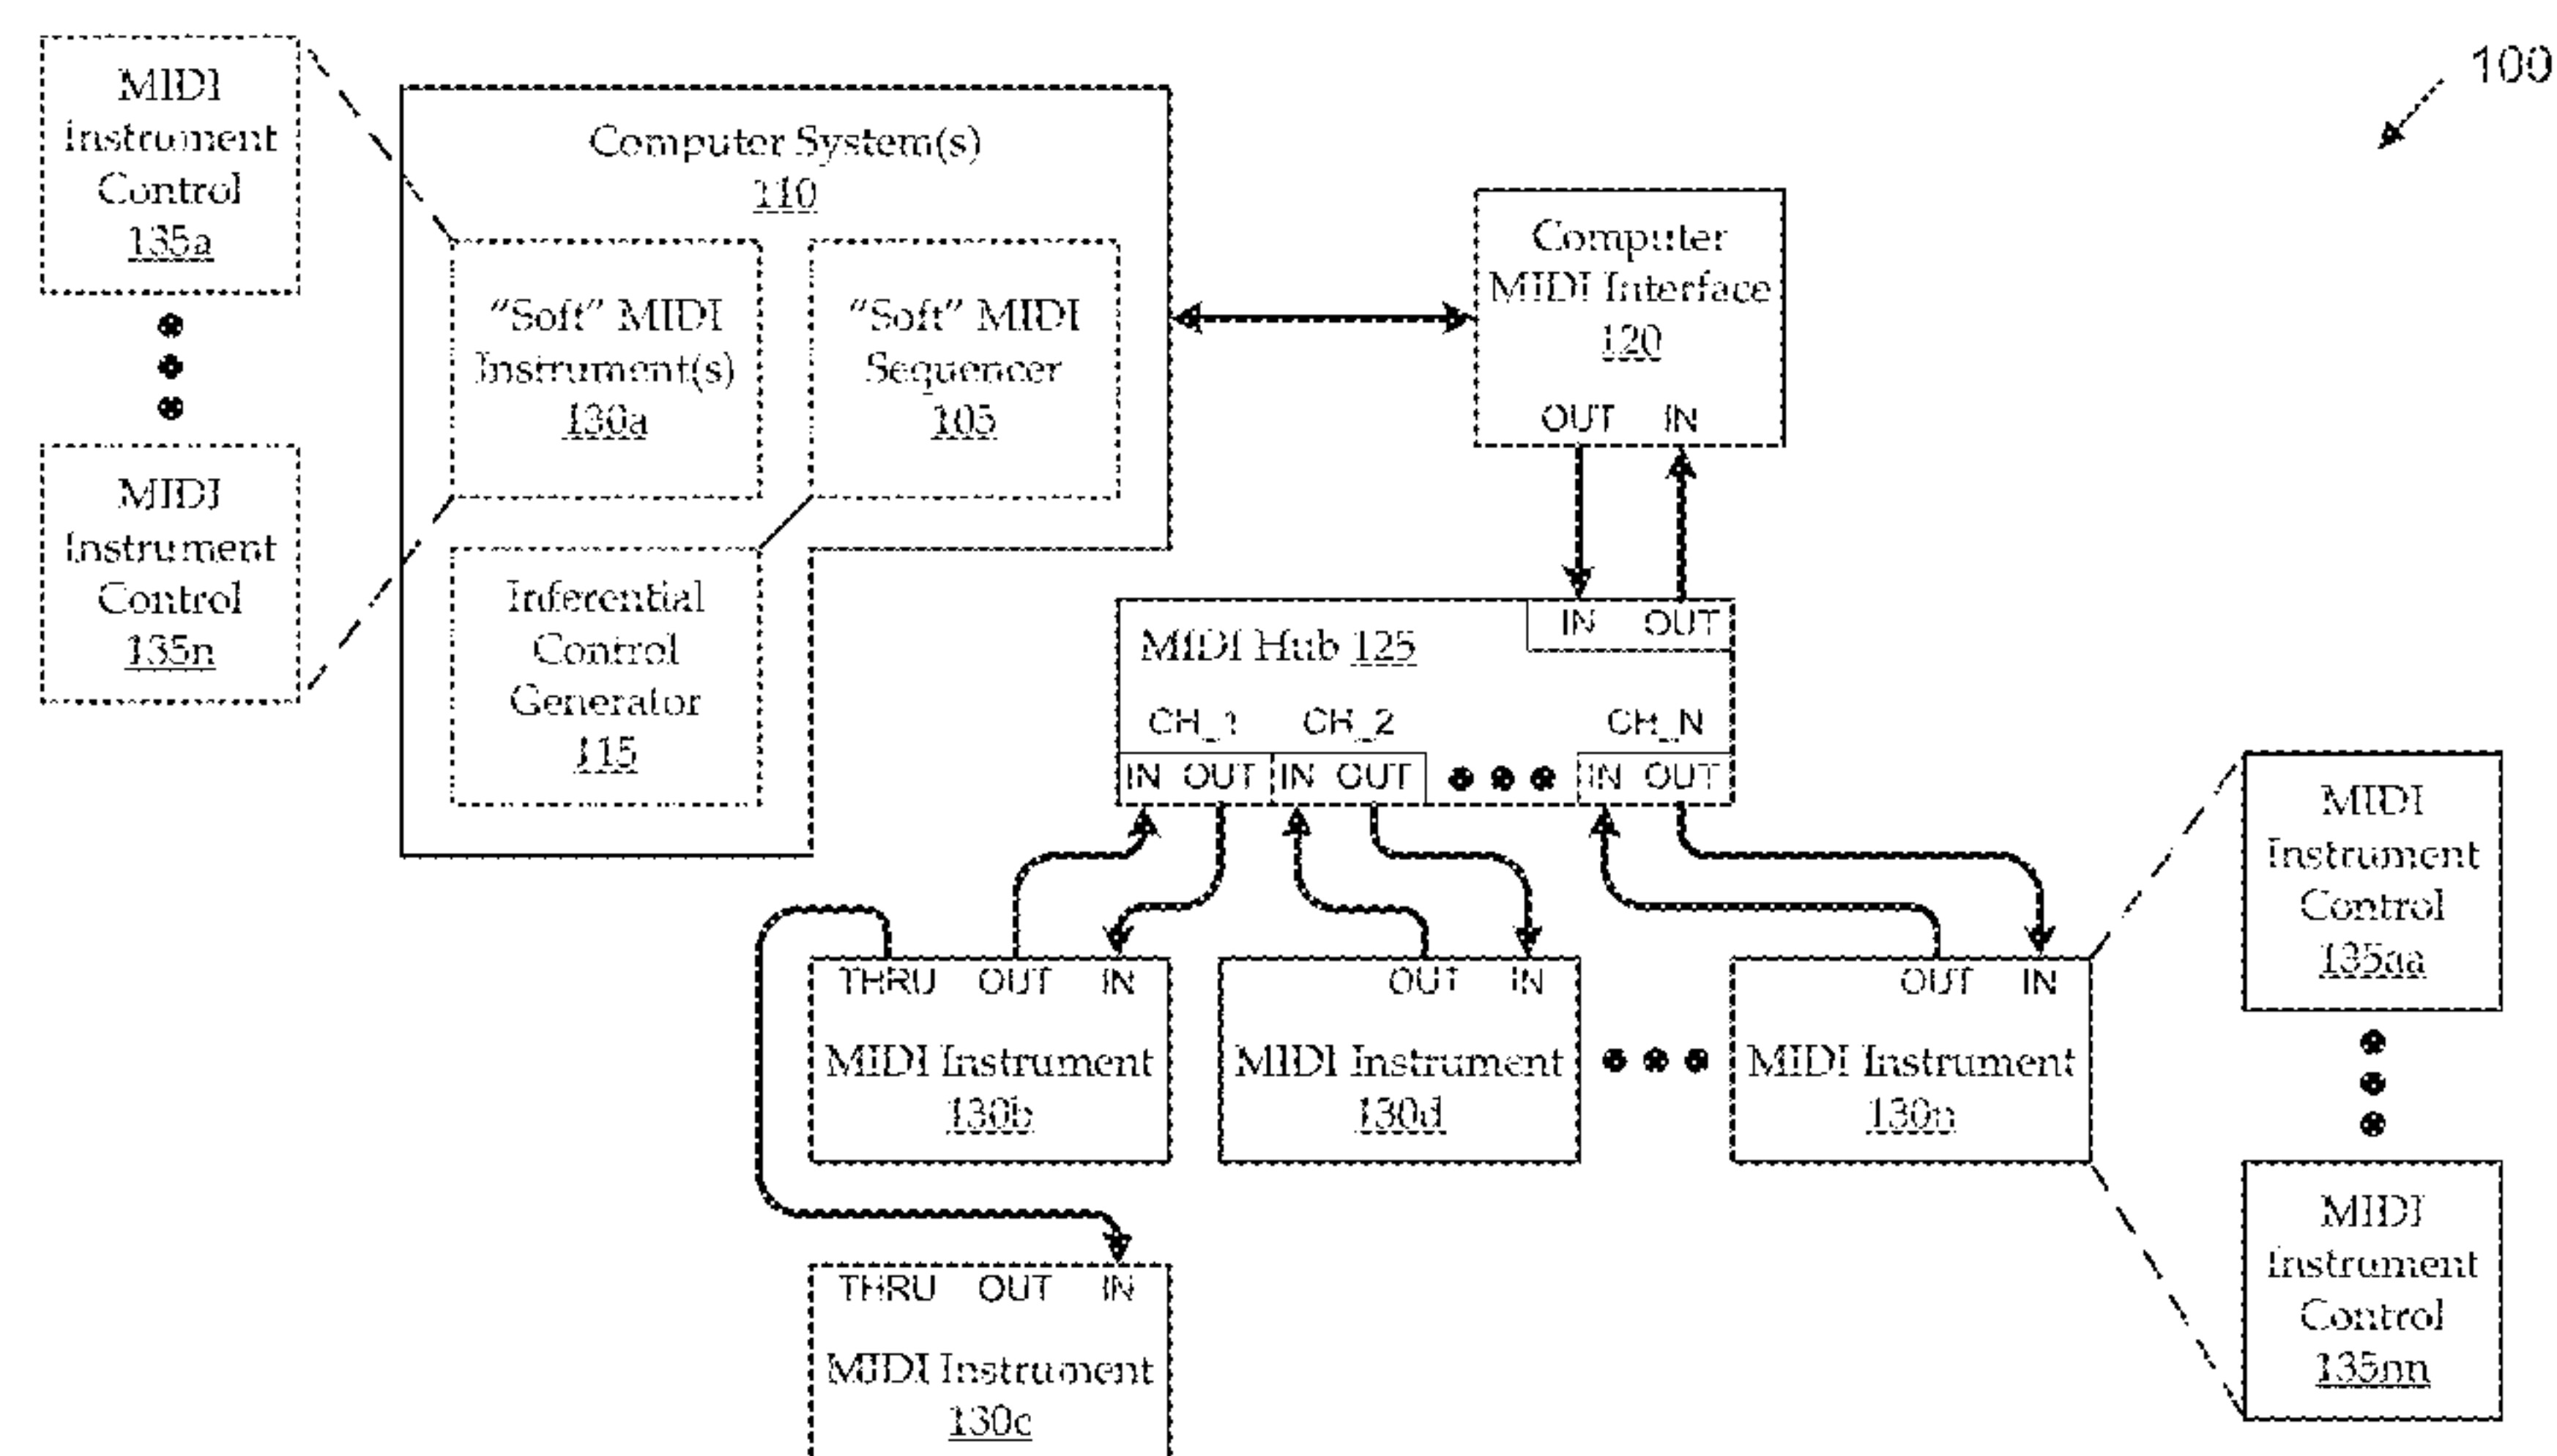 100
MIDI
Instrument
Control
135a
MIDI
Instrument
Control
135n
Computer System(s)
110
"Soft" MIDI
Instrument(s)
130a
"Soft" MIDI
Sequencer
105
Inferential
Control
Generator
115
Computer
MIDI Interface
120
OUT IN
IN OUT
MIDI Hub 125
CH_1 CH_2 CH_N
IN OUT IN OUT IN OUT
THRU OUT IN
MIDI Instrument
130b
OUT IN
MIDI Instrument
130d
OUT IN
MIDI Instrument
130n
THRU OUT IN
MIDI Instrument
130c
MIDI
Instrument
Control
135aa
MIDI
Instrument
Control
135nn